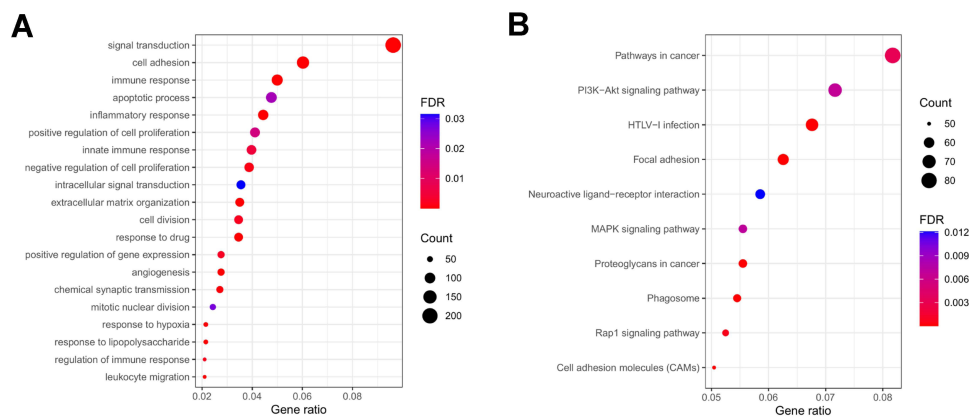 A
signal transduction
cell adhesion
immune response
apoptotic process
inflammatory response
positive regulation of cell proliferation
innate immune response
negative regulation of cell proliferation
intracellular signal transduction
extracellular matrix organization
cell division
response to drug
positive regulation of gene expression
angiogenesis
chemical synaptic transmission
mitotic nuclear division
response to hypoxia
response to lipopolysaccharide
regulation of immune response
leukocyte migration
0.02 0.04 0.06 0.08
Gene ratio
FDR
0.03
0.02
0.01
Count
50
100
150
200
B
Pathways in cancer
PI3K−Akt signaling pathway
HTLV−I infection
Focal adhesion
Neuroactive ligand−receptor interaction
MAPK signaling pathway
Proteoglycans in cancer
Phagosome
Rap1 signaling pathway
Cell adhesion molecules (CAMs)
0.05 0.06 0.07 0.08
Gene ratio
Count
50
60
70
80
FDR
0.012
0.009
0.006
0.003